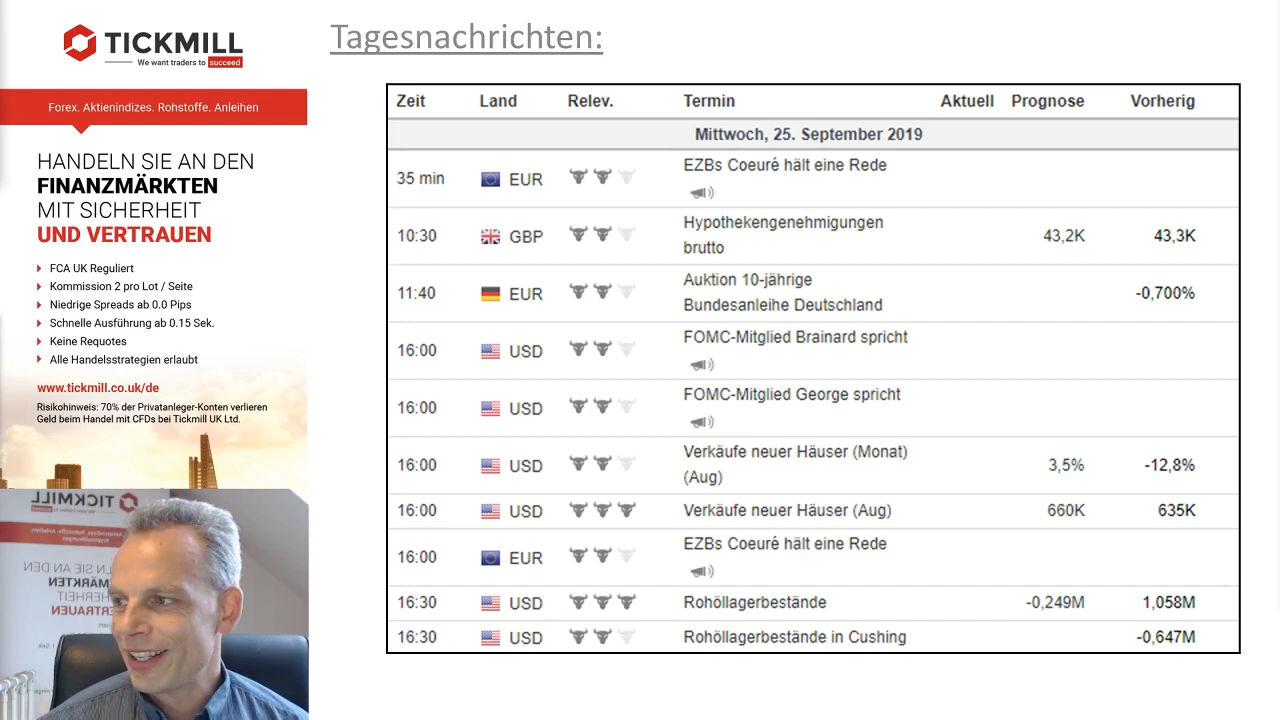 TICKMILL
We want traders to succeed
Forex. Aktienindizes. Rohstoffe. Anleihen
HANDELN SIE AN DEN
FINANZMÄRKTEN
MIT SICHERHEIT
UND VERTRAUEN
FCA UK Reguliert
Kommission 2 pro Lot / Seite
Niedrige Spreads ab 0.0 Pips
Schnelle Ausführung ab 0.15 Sek.
Keine Requotes
Alle Handelsstrategien erlaubt
www.tickmill.co.uk/de
Risikohinweis: 70% der Privatanleger-Konten verlieren
Geld beim Handel mit CFDs bei Tickmill UK Ltd.
TICKMILL
Tagesnachrichten:
Zeit Land Relev. Termin Aktuell Prognose Vorherig
Mittwoch, 25. September 2019
35 min EUR EZBs Coeuré hält eine Rede
10:30 GBP Hypothekengenehmigungen brutto 43,2K 43,3K
11:40 EUR Auktion 10-jährige Bundesanleihe Deutschland -0,700%
16:00 USD FOMC-Mitglied Brainard spricht
16:00 USD FOMC-Mitglied George spricht
16:00 USD Verkäufe neuer Häuser (Monat) (Aug) 3,5% -12,8%
16:00 USD Verkäufe neuer Häuser (Aug) 660K 635K
16:00 EUR EZBs Coeuré hält eine Rede
16:30 USD Rohöllagerbestände -0,249M 1,058M
16:30 USD Rohöllagerbestände in Cushing -0,647M